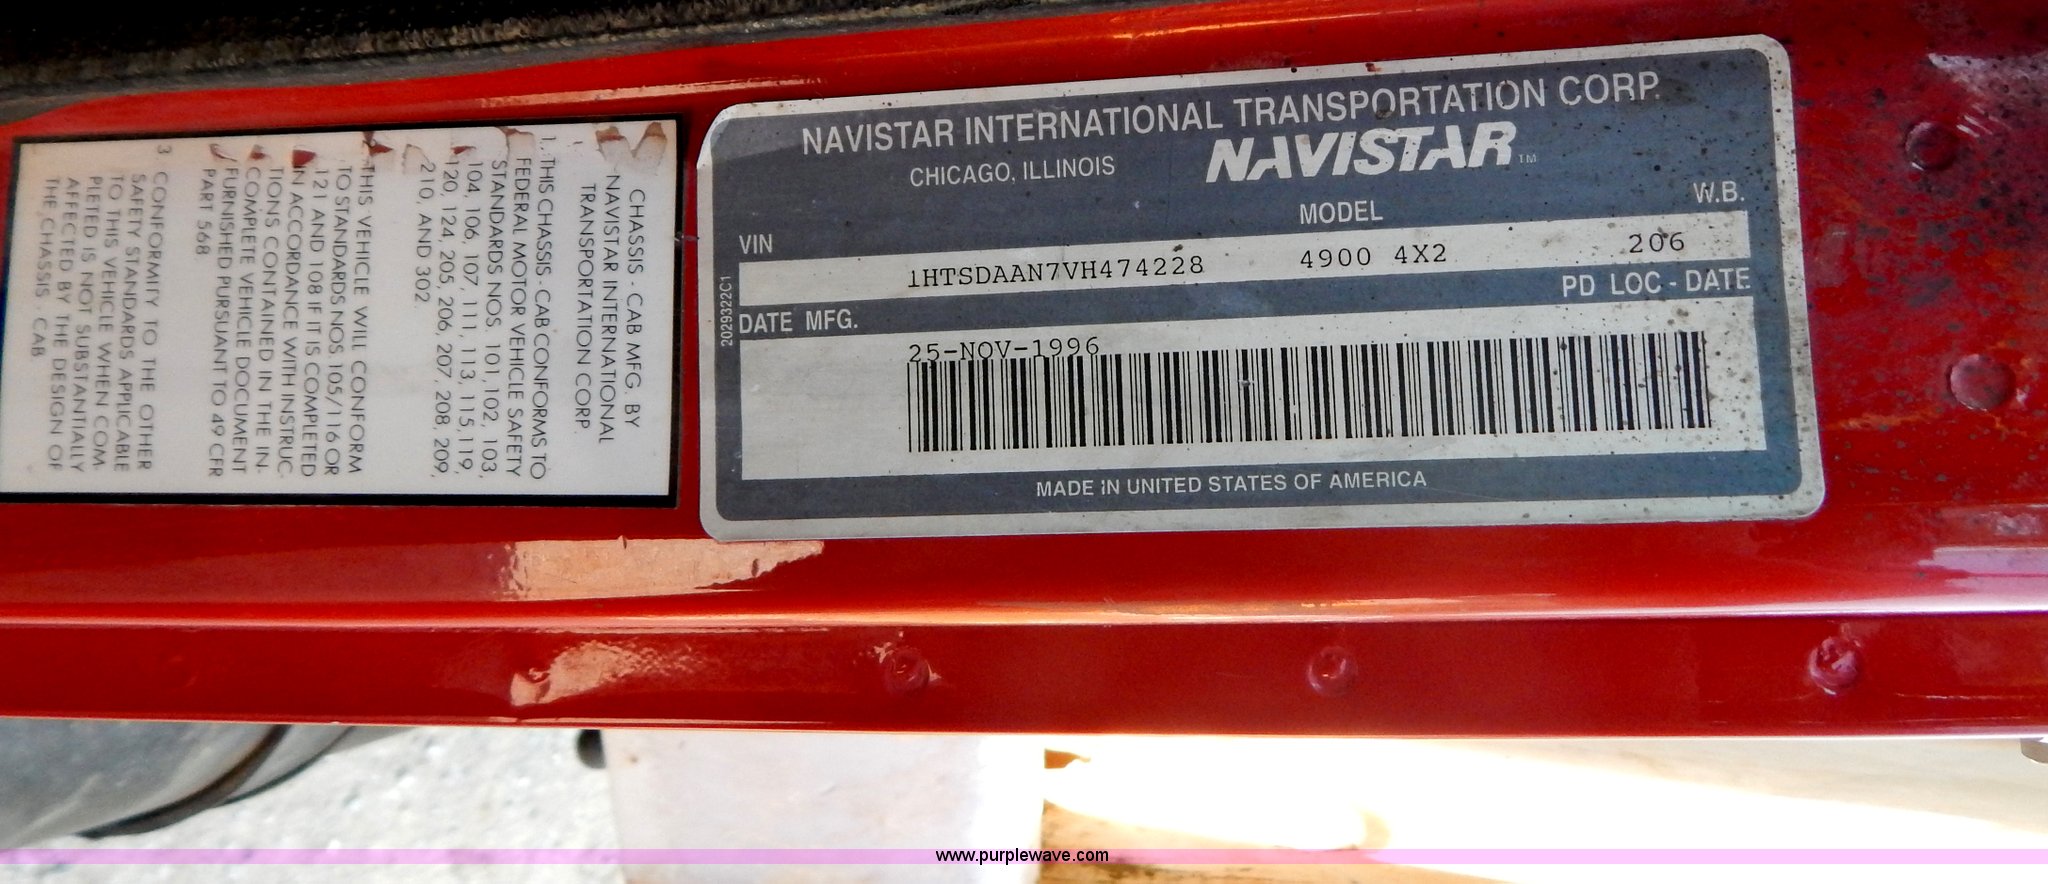 CHASSIS - CAB MFG. BY
NAVISTAR INTERNATIONAL
TRANSPORTATION CORP.
1. THIS CHASSIS - CAB CONFORMS TO
FEDERAL MOTOR VEHICLE SAFETY
STANDARDS NOS. 101, 102, 103,
104, 106, 107, 111, 113, 115, 119,
120, 124, 205, 206, 207, 208, 209,
210, AND 302.
THIS VEHICLE WILL CONFORM
TO STANDARDS NOS 105/116 OR
121 AND 108 IF IT IS COMPLETED
IN ACCORDANCE WITH INSTRUC-
TIONS CONTAINED IN THE IN-
COMPLETE VEHICLE DOCUMENT
FURNISHED PURSUANT TO 49 CFR
PART 568
3 CONFORMITY TO THE OTHER
SAFETY STANDARDS APPLICABLE
TO THIS VEHICLE WHEN COM-
PLETED IS NOT SUBSTANTIALLY
AFFECTED BY THE DESIGN OF
THE CHASSIS . CAB
NAVISTAR INTERNATIONAL TRANSPORTATION CORP.
CHICAGO, ILLINOIS NAVISTAR TM
VIN MODEL W.B.
1HTSDAAN7VH474228 4900 4X2 206
DATE MFG. PD LOC - DATE
25-NOV-1996
MADE IN UNITED STATES OF AMERICA
2029322C1
www.purplewave.com